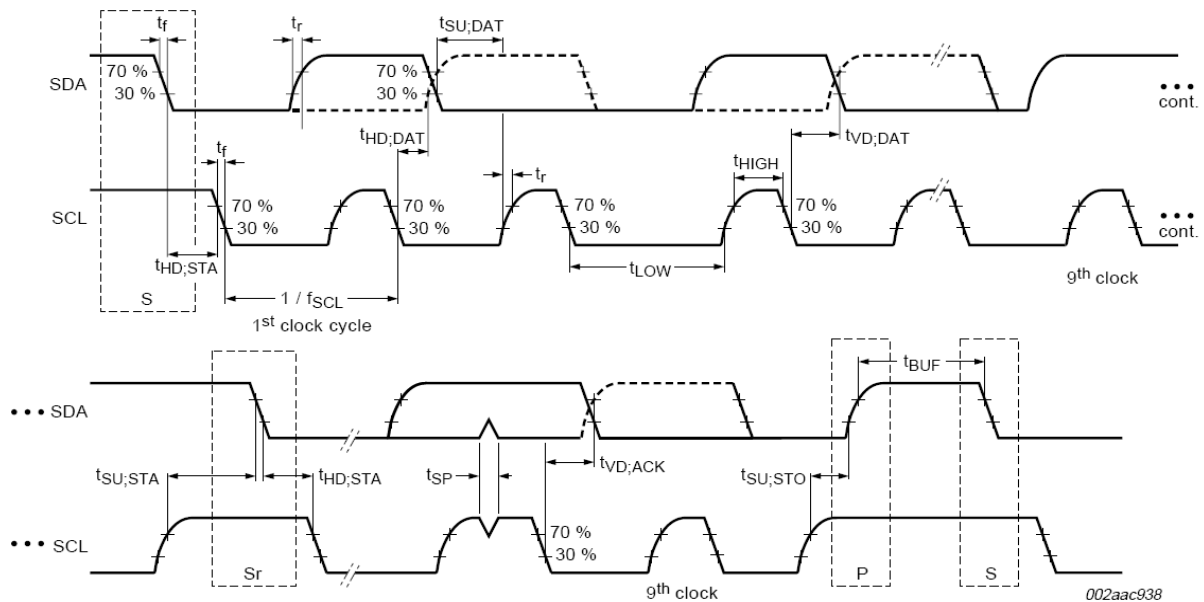 tf
tr
tSU;DAT
SDA
70 %
30 %
70 %
30 %
cont.
tHD;DAT
tVD;DAT
tf
tr
tHIGH
SCL
70 %
30 %
70 %
30 %
70 %
30 %
cont.
tHD;STA
tLOW
S
1 / fSCL
1st clock cycle
9th clock
tBUF
SDA
tSU;STA
tHD;STA
tSP
tVD;ACK
tSU;STO
70 %
30 %
SCL
Sr
9th clock
P
S
002aac938